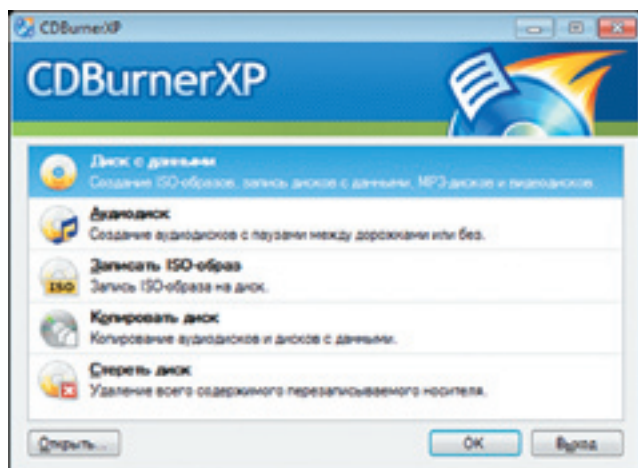 CDBurnerXP
CDBurnerXP
Диск с данными
Создание ISO-образов, запись дисков с данными, MP3-дисков и видеодисков.
Аудиодиск
Создание аудиодисков с паузами между дорожками или без.
Записать ISO-образ
ISO
Запись ISO-образа на диск.
Копировать диск
Копирование аудиодисков и дисков с данными.
Стереть диск
Удаление всего содержимого перезаписываемого носителя.
Открыть... OK Выход